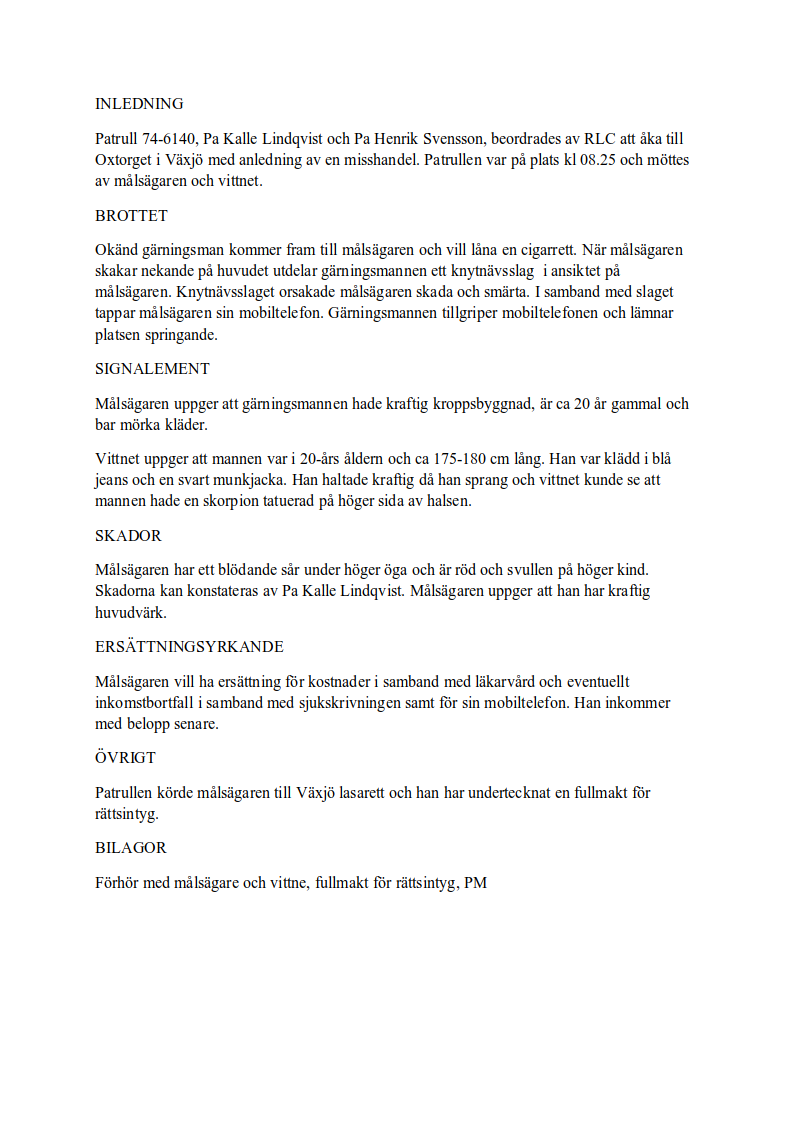 INLEDNING
Patrull 74-6140, Pa Kalle Lindqvist och Pa Henrik Svensson, beordrades av RLC att åka till
Oxtorget i Växjö med anledning av en misshandel. Patrullen var på plats kl 08.25 och möttes
av målsägaren och vittnet.
BROTTET
Okänd gärningsman kommer fram till målsägaren och vill låna en cigarrett. När målsägaren
skakar nekande på huvudet utdelar gärningsmannen ett knytnävsslag  i ansiktet på
målsägaren. Knytnävsslaget orsakade målsägaren skada och smärta. I samband med slaget
tappar målsägaren sin mobiltelefon. Gärningsmannen tillgriper mobiltelefonen och lämnar
platsen springande.
SIGNALEMENT
Målsägaren uppger att gärningsmannen hade kraftig kroppsbyggnad, är ca 20 år gammal och
bar mörka kläder.
Vittnet uppger att mannen var i 20-års åldern och ca 175-180 cm lång. Han var klädd i blå
jeans och en svart munkjacka. Han haltade kraftig då han sprang och vittnet kunde se att
mannen hade en skorpion tatuerad på höger sida av halsen.
SKADOR
Målsägaren har ett blödande sår under höger öga och är röd och svullen på höger kind.
Skadorna kan konstateras av Pa Kalle Lindqvist. Målsägaren uppger att han har kraftig
huvudvärk.
ERSÄTTNINGSYRKANDE
Målsägaren vill ha ersättning för kostnader i samband med läkarvård och eventuellt
inkomstbortfall i samband med sjukskrivningen samt för sin mobiltelefon. Han inkommer
med belopp senare.
ÖVRIGT
Patrullen körde målsägaren till Växjö lasarett och han har undertecknat en fullmakt för
rättsintyg.
BILAGOR
Förhör med målsägare och vittne, fullmakt för rättsintyg, PM